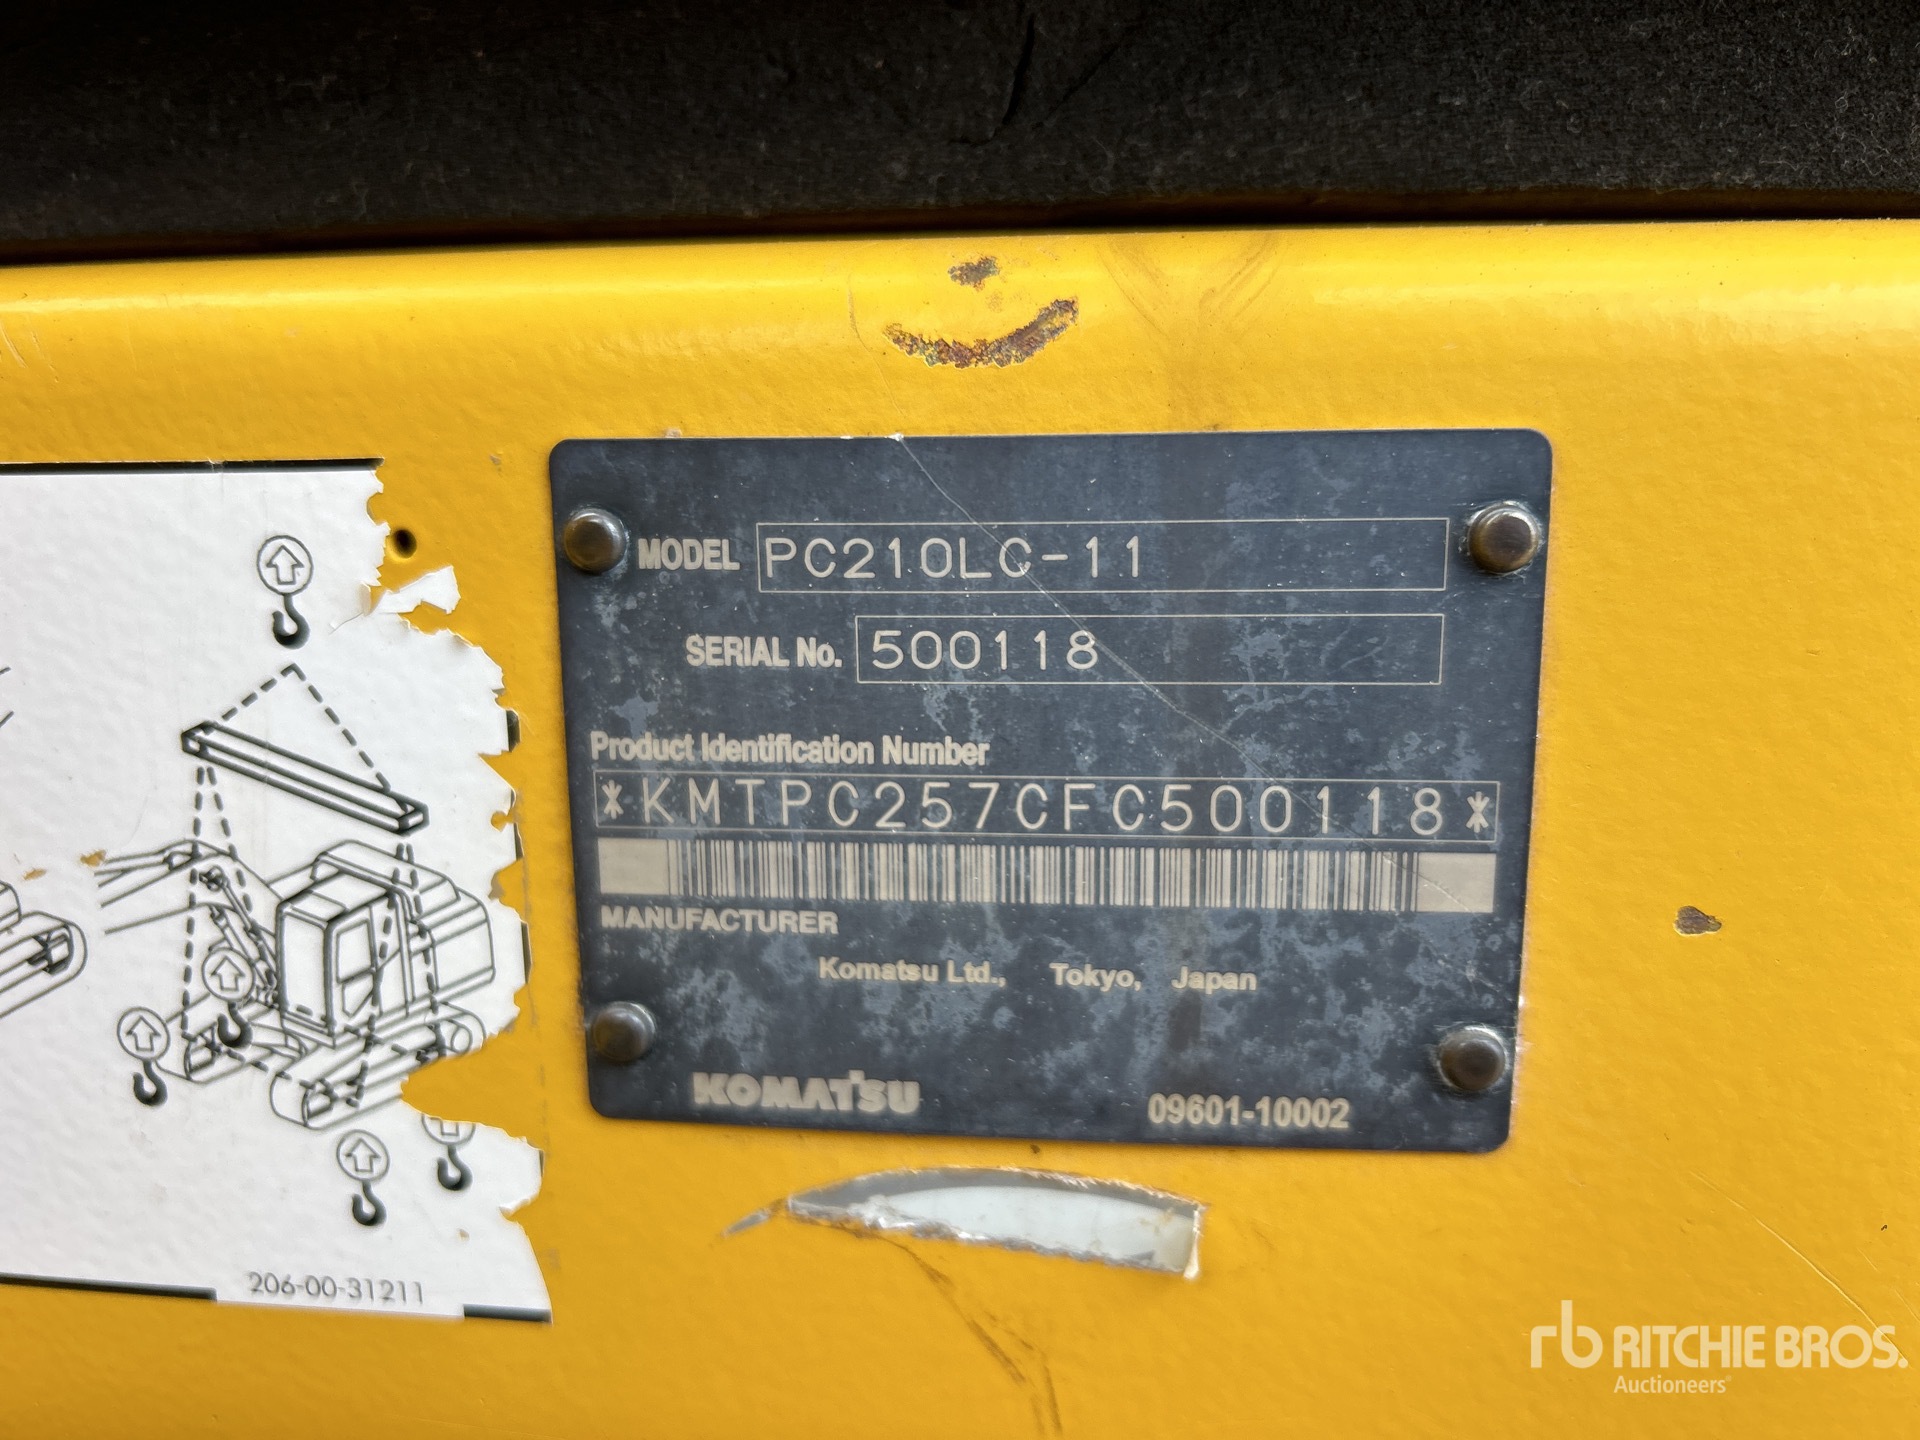 MODEL PC210LC-11
SERIAL No. 500118
Product Identification Number
*KMTPC257CFC500118*
MANUFACTURER
Komatsu Ltd., Tokyo, Japan
KOMATSU 09601-10002
206-00-31211
rb RITCHIE BROS.
Auctioneers